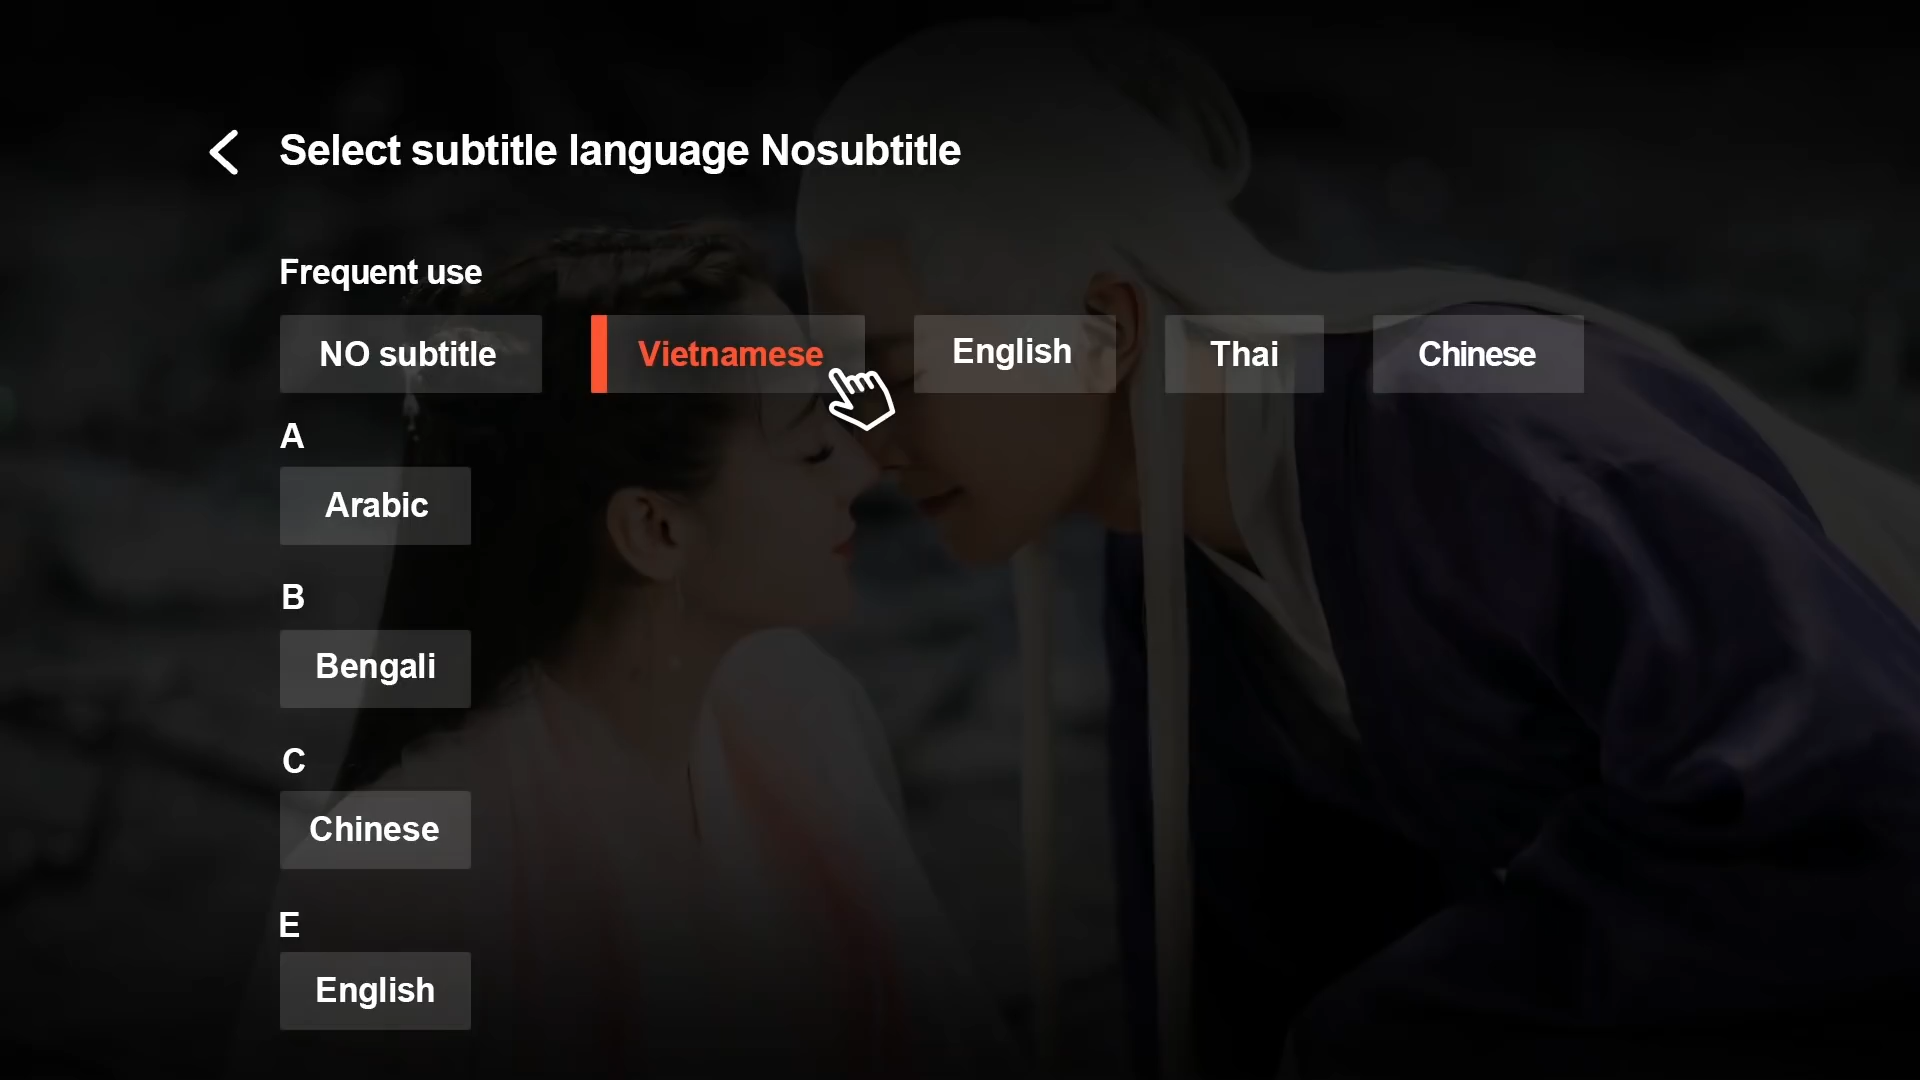 Select subtitle language Nosubtitle
Frequent use
NO subtitle Vietnamese English Thai Chinese
A
Arabic
B
Bengali
C
Chinese
E
English